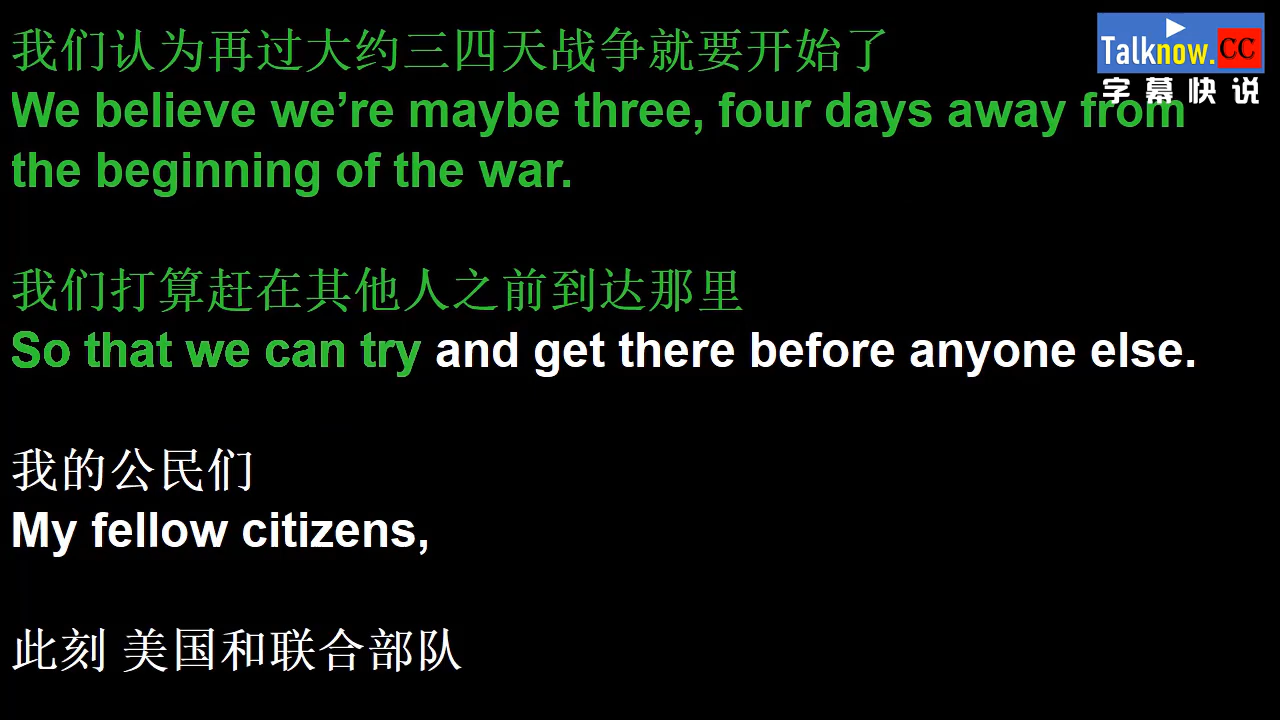 我们认为再过大约三四天战争就要开始了
We believe we’re maybe three, four days away from
the beginning of the war.
我们打算赶在其他人之前到达那里
So that we can try and get there before anyone else.
我的公民们
My fellow citizens,
此刻 美国和联合部队
Talknow.CC
字幕快说